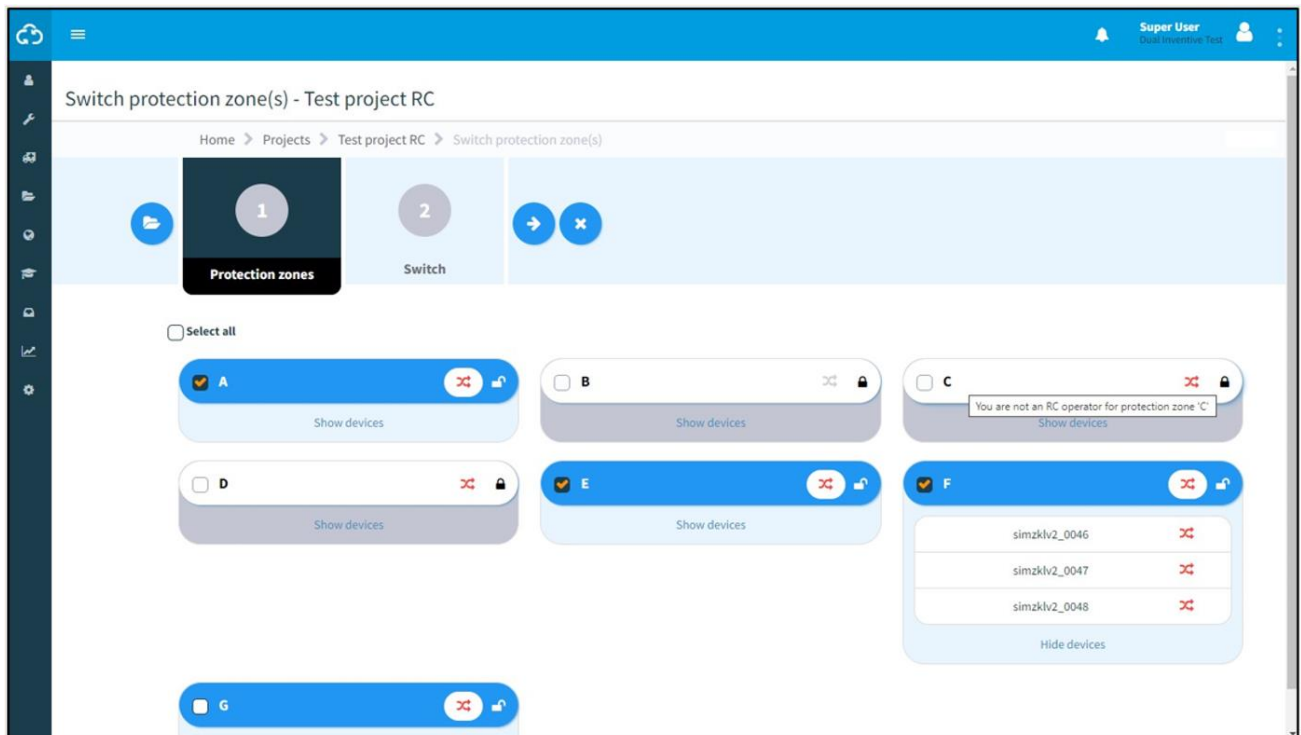 Super User
Dual Inventive Test
Switch protection zone(s) - Test project RC
Home > Projects > Test project RC > Switch protection zone(s)
1
2
Protection zones
Switch
Select all
A
B
C
You are not an RC operator for protection zone 'C'
Show devices
Show devices
Show devices
D
E
F
Show devices
Show devices
simzklv2_0046
simzklv2_0047
simzklv2_0048
Hide devices
G